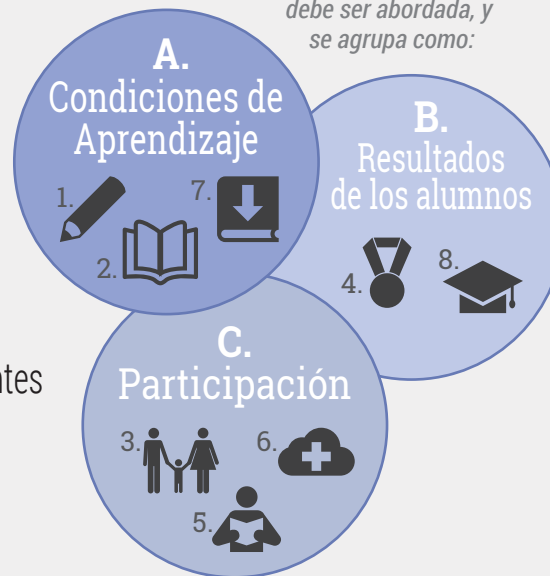 debe ser abordada, y
se agrupa como:
A.
Condiciones de
Aprendizaje
1.
7.
2.
B.
Resultados
de los alumnos
4.
8.
ntes
C.
Participación
3.
6.
5.